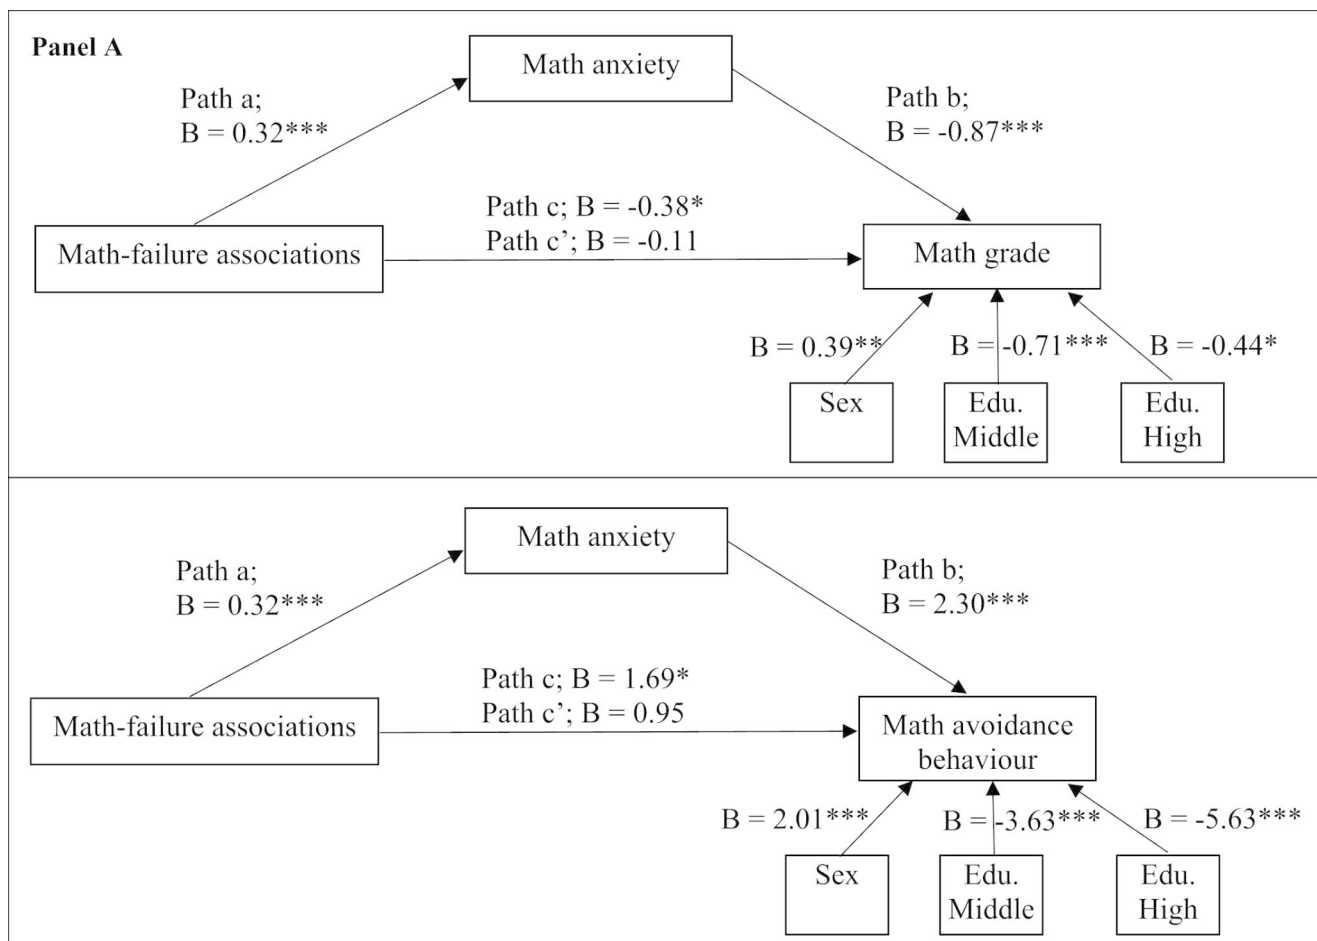 Panel A
Math anxiety
Path a;
B = 0.32***
Path b;
B = -0.87***
Path c; B = -0.38*
Path c’; B = -0.11
Math-failure associations
Math grade
B = 0.39**
B = -0.71***
B = -0.44*
Sex
Edu.
Middle
Edu.
High
Math anxiety
Path a;
B = 0.32***
Path b;
B = 2.30***
Path c; B = 1.69*
Path c’; B = 0.95
Math-failure associations
Math avoidance
behaviour
B = 2.01***
B = -3.63***
B = -5.63***
Sex
Edu.
Middle
Edu.
High